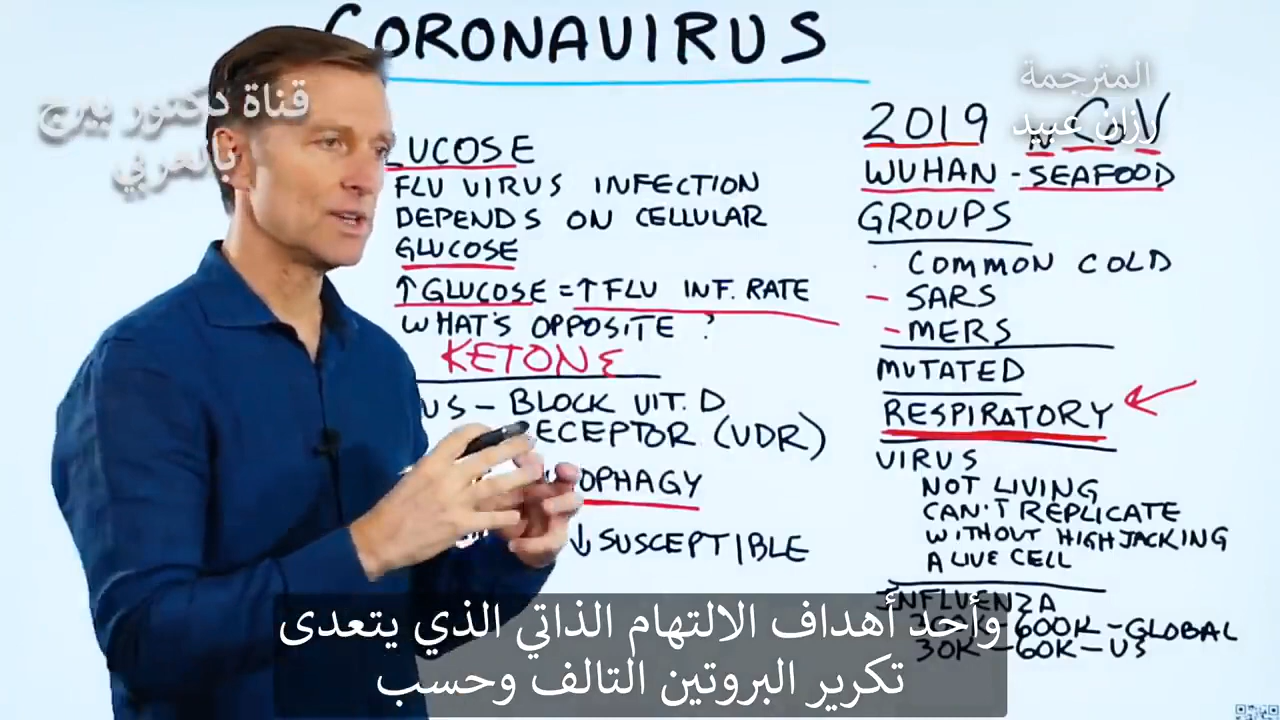 CORONAVIRUS
قناة دكتور بيرج
بالعربي
المترجمة
رزان عبيد
LUCOSE
FLU VIRUS INFECTION
DEPENDS ON CELLULAR
GLUCOSE
↑GLUCOSE = ↑FLU INF. RATE
WHAT'S OPPOSITE?
KETONE
US – BLOCK VIT. D
RECEPTOR (VDR)
OPHAGY
↓SUSCEPTIBLE
2019 nCoV
WUHAN - SEAFOOD
GROUPS
COMMON COLD
- SARS
- MERS
MUTATED
RESPIRATORY
VIRUS
NOT LIVING
CAN'T REPLICATE
WITHOUT HIGHJACKING
A LIVE CELL
INFLUENZA
600K-GLOBAL
30K-60K-US
وأحد أهداف الالتهام الذاتي الذي يتعدى
تكرير البروتين التالف وحسب